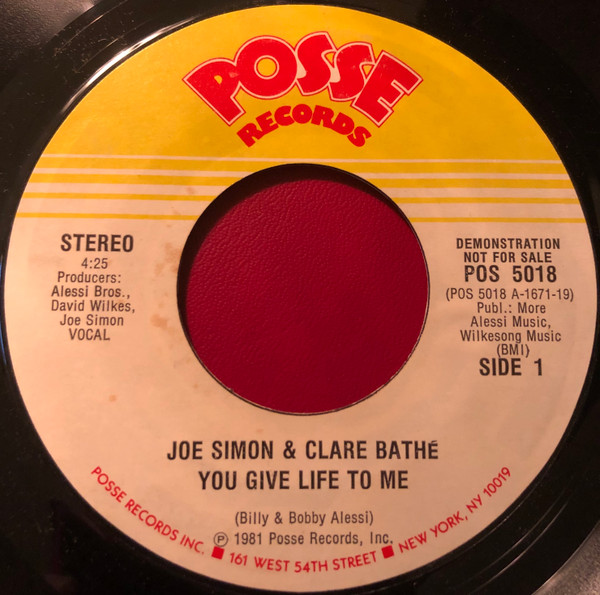 POSSE
RECORDS
STEREO
4:25
Producers:
Alessi Bros.,
David Wilkes,
Joe Simon
VOCAL
DEMONSTRATION
NOT FOR SALE
POS 5018
(POS 5018 A-1671-19)
Publ.: More
Alessi Music,
Wilkesong Music
(BMI)
SIDE 1
JOE SIMON & CLARE BATHé
YOU GIVE LIFE TO ME
(Billy & Bobby Alessi)
℗ 1981 Posse Records, Inc.
POSSE RECORDS INC. ■ 161 WEST 54TH STREET ■ NEW YORK, NY 10019